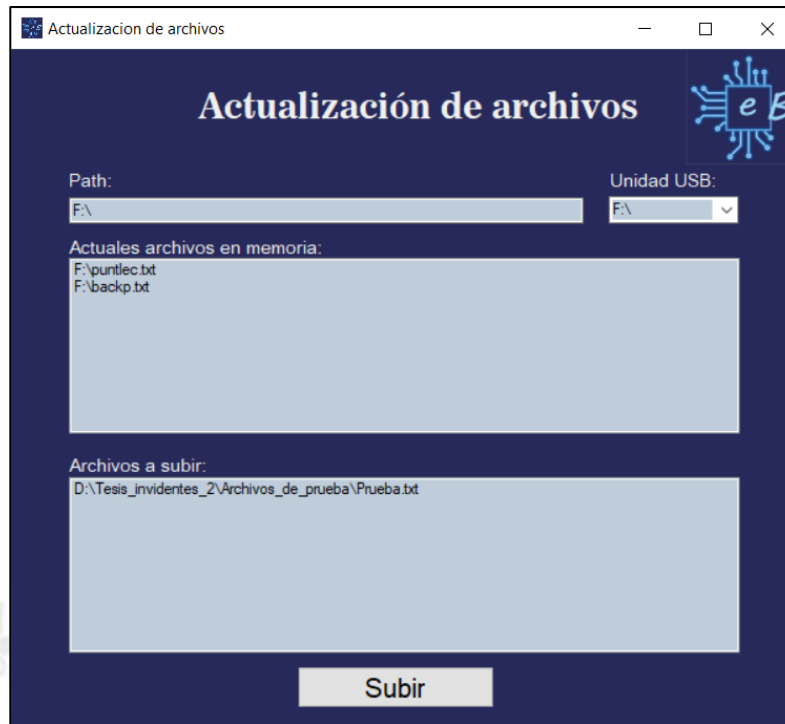 Actualizacion de archivos
Actualización de archivos
e B
Path:
Unidad USB:
F:\
F:\
Actuales archivos en memoria:
F:\puntlec.txt
F:\backp.txt
Archivos a subir:
D:\Tesis_invidentes_2\Archivos_de_prueba\Prueba.txt
Subir